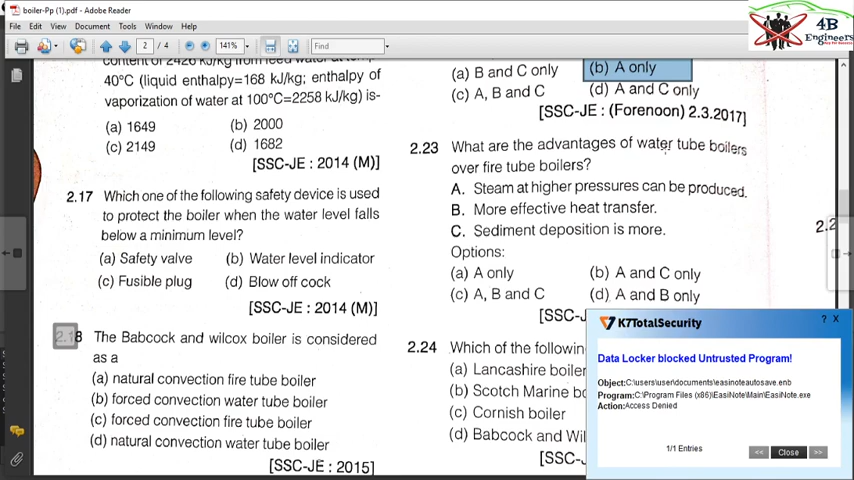 boiler-Pp (1).pdf - Adobe Reader
File Edit View Document Tools Window Help
2 / 4 141% Find
4B
Engineers
content of 2426 kJ/kg from feed water at
40°C (liquid enthalpy=168 kJ/kg; enthalpy of
vaporization of water at 100°C=2258 kJ/kg) is-
(a) 1649 (b) 2000
(c) 2149 (d) 1682
[SSC-JE : 2014 (M)]
2.17 Which one of the following safety device is used
to protect the boiler when the water level falls
below a minimum level?
(a) Safety valve (b) Water level indicator
(c) Fusible plug (d) Blow off cock
[SSC-JE : 2014 (M)]
2.18 The Babcock and wilcox boiler is considered
as a
(a) natural convection fire tube boiler
(b) forced convection water tube boiler
(c) forced convection fire tube boiler
(d) natural convection water tube boiler
[SSC-JE : 2015]
(a) B and C only (b) A only
(c) A, B and C (d) A and C only
[SSC-JE : (Forenoon) 2.3.2017]
2.23 What are the advantages of water tube boilers
over fire tube boilers?
A. Steam at higher pressures can be produced.
B. More effective heat transfer.
C. Sediment deposition is more.
Options:
(a) A only (b) A and C only
(c) A, B and C (d) A and B only
[SSC-
2.24 Which of the followin
(a) Lancashire boiler
(b) Scotch Marine bo
(c) Cornish boiler
(d) Babcock and Wil
[SSC-
2.2
K7TotalSecurity ? X
Data Locker blocked Untrusted Program!
Object:C:\users\user\documents\easinoteautosave.enb
Program:C:\Program Files (x86)\EasiNote\Main\EasiNote.exe
Action:Access Denied
1/1 Entries << Close >>